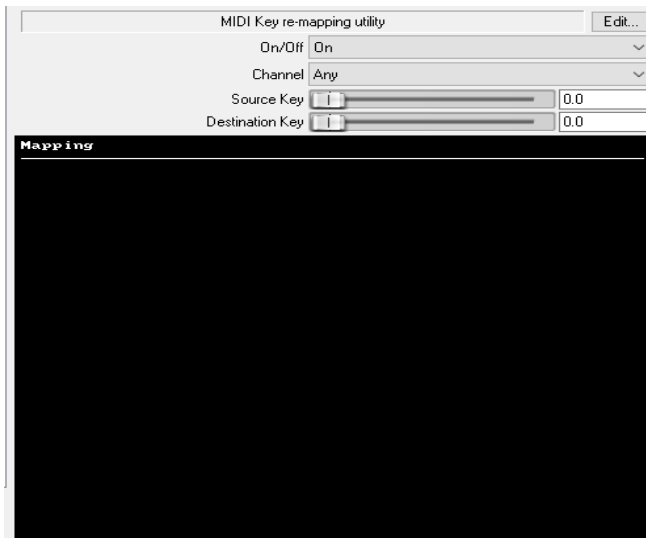 MIDI Key re-mapping utility Edit...
On/Off On
Channel Any
Source Key 0.0
Destination Key 0.0
Mapping